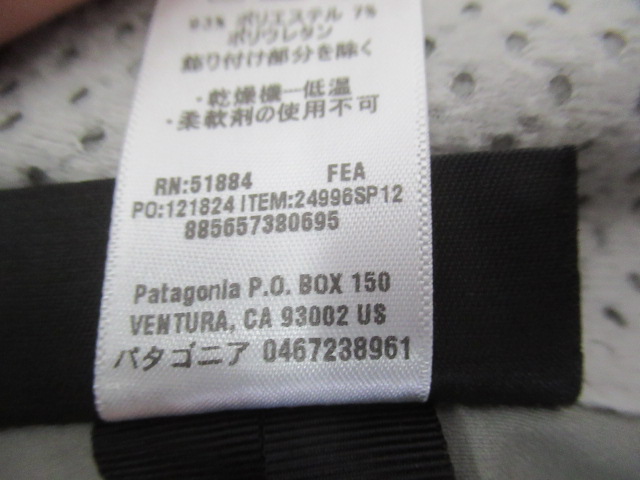 93% ポリエステル 7%
ポリウレタン
飾り付け部分を除く
・乾燥機一低温
・柔軟剤の使用不可
RN:51884 FEA
PO:121824 ITEM:24996SP12
885657380695
Patagonia P.O. BOX 150
VENTURA, CA 93002 US
パタゴニア 0467238961